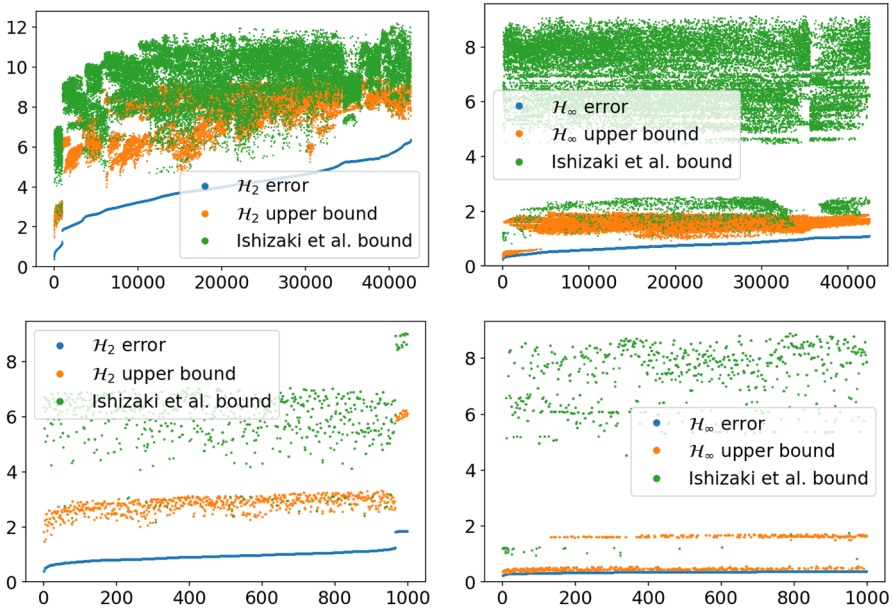 12
10
8
6
4
2
0
0 10000 20000 30000 40000
H₂ error
H₂ upper bound
Ishizaki et al. bound
8
6
4
2
0
0 10000 20000 30000 40000
H∞ error
H∞ upper bound
Ishizaki et al. bound
8
6
4
2
0
0 200 400 600 800 1000
H₂ error
H₂ upper bound
Ishizaki et al. bound
8
6
4
2
0
0 200 400 600 800 1000
H∞ error
H∞ upper bound
Ishizaki et al. bound